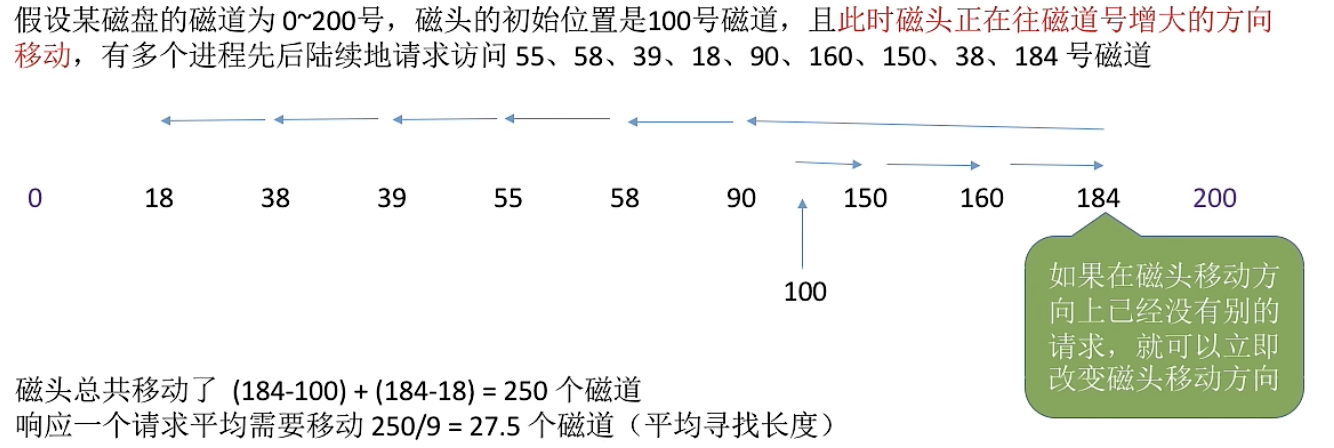 假设某磁盘的磁道为 0~200号，磁头的初始位置是100号磁道，且此时磁头正在往磁道号增大的方向
移动，有多个进程先后陆续地请求访问 55、58、39、18、90、160、150、38、184 号磁道
0 18 38 39 55 58 90 150 160 184 200
100
如果在磁头移动方
向上已经没有别的
请求，就可以立即
改变磁头移动方向
磁头总共移动了 (184-100) + (184-18) = 250 个磁道
响应一个请求平均需要移动 250/9 = 27.5 个磁道（平均寻找长度）